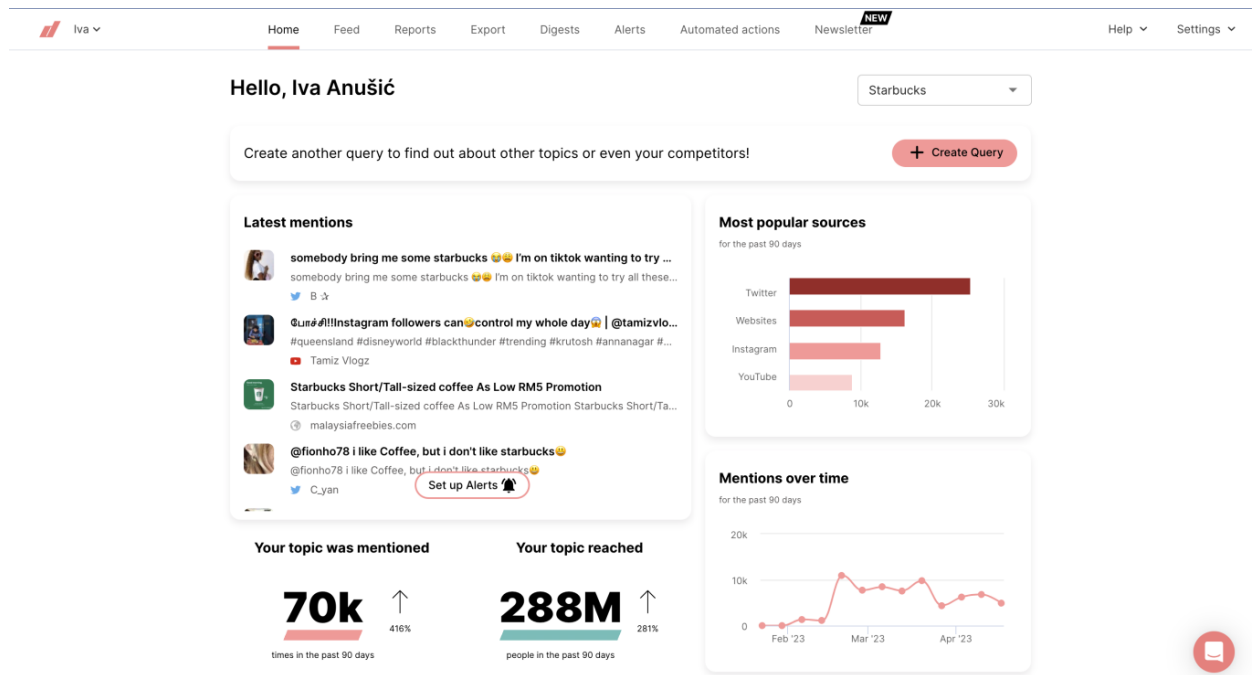 Iva
Home
Feed
Reports
Export
Digests
Alerts
Automated actions
Newsletter
NEW
Help
Settings
Hello, Iva Anušić
Starbucks
Create another query to find out about other topics or even your competitors!
+ Create Query
Latest mentions
somebody bring me some starbucks 😭😩 I'm on tiktok wanting to try ...
somebody bring me some starbucks 😭😩 I'm on tiktok wanting to try all these...
B ✰
போச்சி!!Instagram followers can🤣control my whole day😱 | @tamizvlo...
#queensland #disneyworld #blackthunder #trending #krutosh #annanagar #...
Tamiz Vlogz
Starbucks Short/Tall-sized coffee As Low RM5 Promotion
Starbucks Short/Tall-sized coffee As Low RM5 Promotion Starbucks Short/Ta...
malaysiafreebies.com
@fionho78 i like Coffee, but i don't like starbucks😀
@fionho78 i like Coffee, but i don't like starbucks😀
C_yan
Set up Alerts
Your topic was mentioned
70k
416%
times in the past 90 days
Your topic reached
288M
281%
people in the past 90 days
Most popular sources
for the past 90 days
Twitter
Websites
Instagram
YouTube
0 10k 20k 30k
Mentions over time
for the past 90 days
20k
10k
0
Feb '23 Mar '23 Apr '23